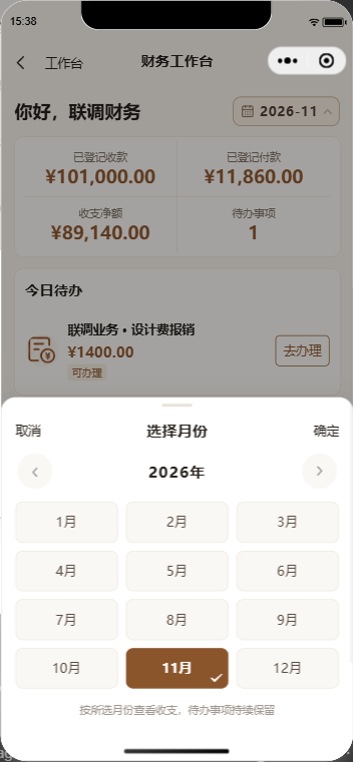 15:38
工作台
财务工作台
你好，联调财务
2026-11
已登记收款
已登记付款
¥101,000.00
¥11,860.00
收支净额
待办事项
¥89,140.00
1
今日待办
联调业务 • 设计费报销
¥1400.00
可办理
去办理
取消
选择月份
确定
2026年
1月
2月
3月
4月
5月
6月
7月
8月
9月
10月
11月
12月
按所选月份查看收支，待办事项持续保留